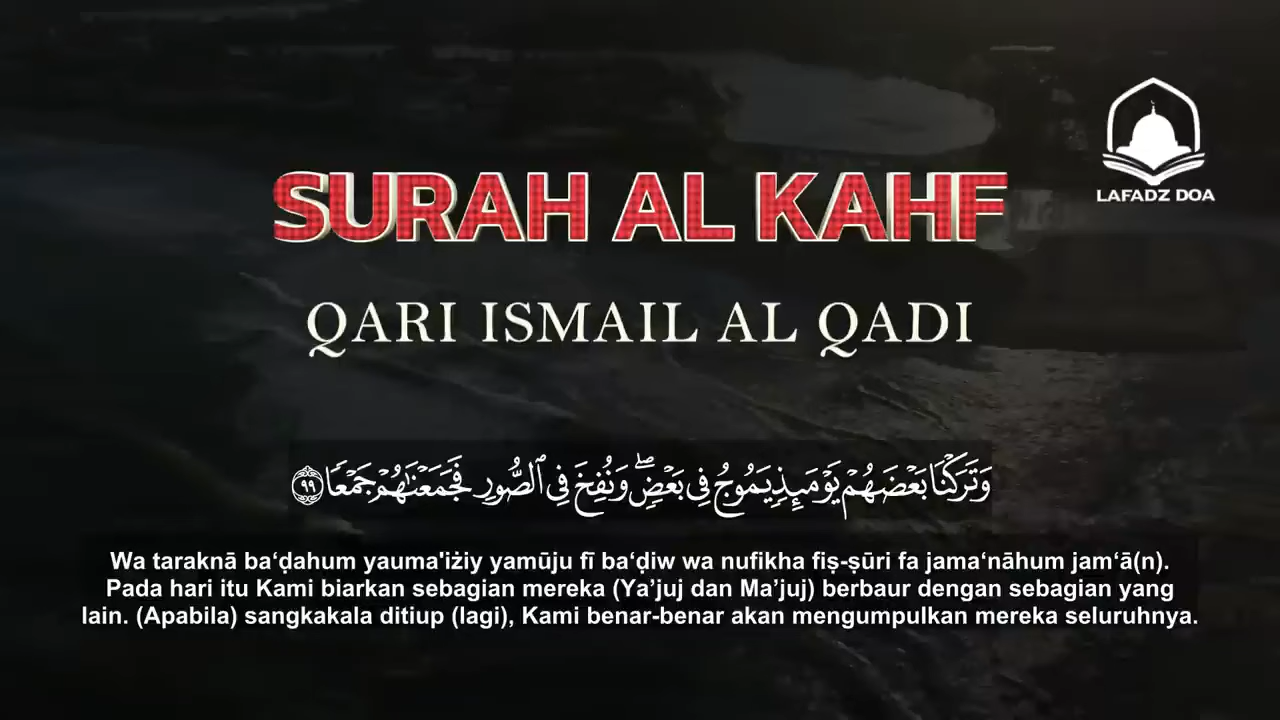 LAFADZ DOA
SURAH AL KAHF
QARI ISMAIL AL QADI
وَتَرَكْنَا بَعْضَهُمْ يَوْمَئِذٍ يَمُوجُ فِى بَعْضٍ ۖ وَنُفِخَ فِى ٱلصُّورِ فَجَمَعْنَٰهُمْ جَمْعًا ٩٩
Wa taraknā ba‘ḍahum yauma'iżiy yamūju fī ba‘ḍiw wa nufikha fiṣ-ṣūri fa jama‘nāhum jam‘ā(n).
Pada hari itu Kami biarkan sebagian mereka (Ya’juj dan Ma’juj) berbaur dengan sebagian yang
lain. (Apabila) sangkakala ditiup (lagi), Kami benar-benar akan mengumpulkan mereka seluruhnya.